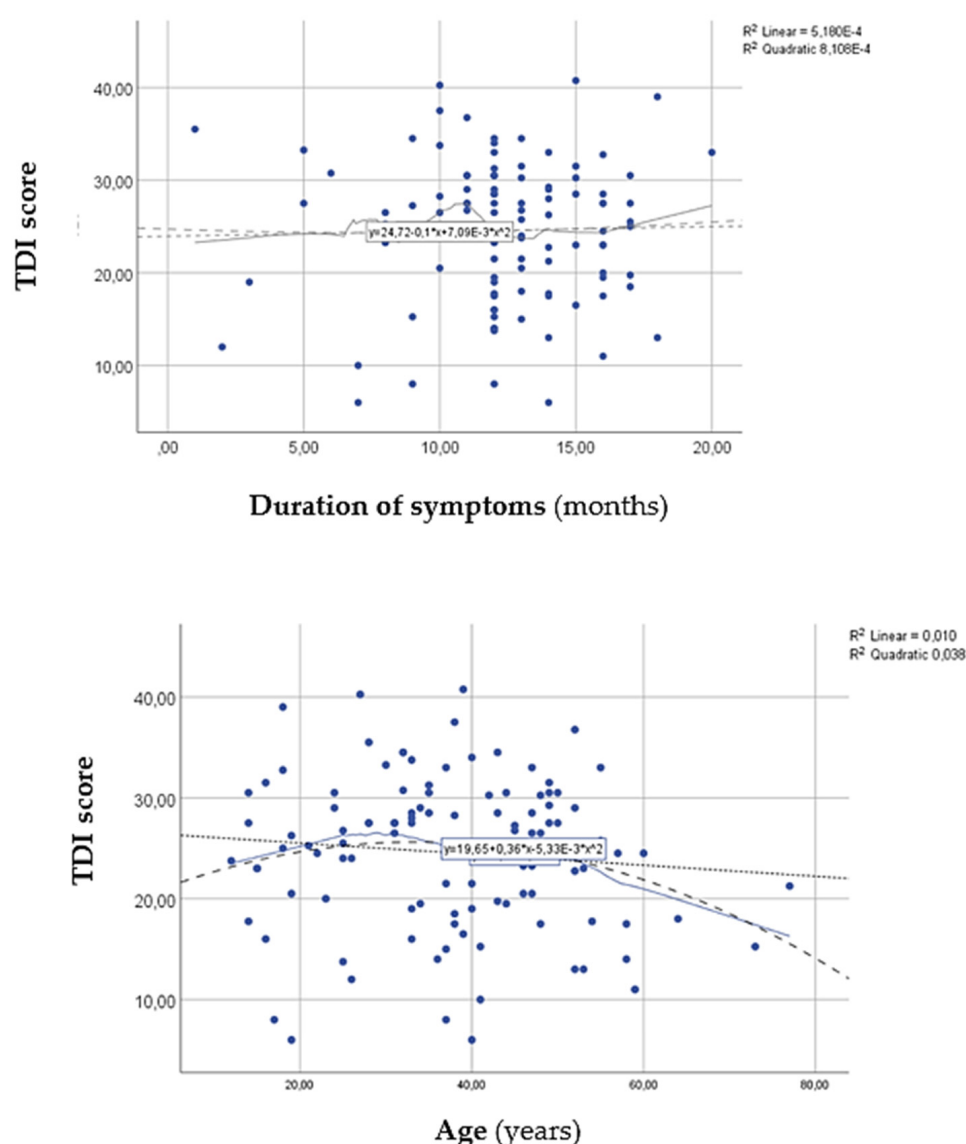 R² Linear = 5,180E-4
R² Quadratic 8,108E-4
40,00
30,00
20,00
10,00
TDI score
y=24,72-0,1*x+7,09E-3*x^2
,00 5,00 10,00 15,00 20,00
Duration of symptoms (months)
R² Linear = 0,010
R² Quadratic 0,038
40,00
30,00
20,00
10,00
TDI score
y=19,65+0,36*x-5,33E-3*x^2
20,00 40,00 60,00 80,00
Age (years)